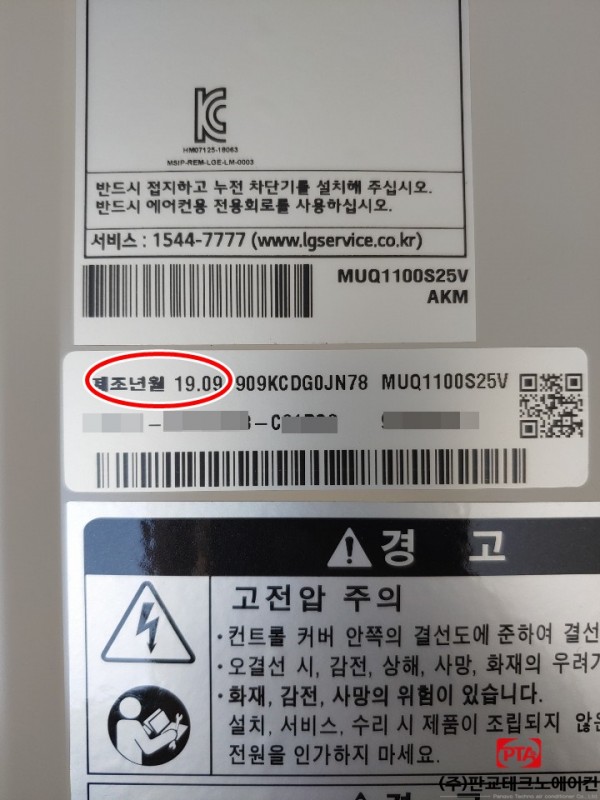 HM07125-18063
MSIP-REM-LGE-LM-0003
반드시 접지하고 누전 차단기를 설치해 주십시오.
반드시 에어컨용 전용회로를 사용하십시오.
서비스 : 1544-7777 (www.lgservice.co.kr)
MUQ1100S25V
AKM
제조년월 19.09 909KCDG0JN78 MUQ1100S25V
경 고
고전압 주의
· 컨트롤 커버 안쪽의 결선도에 준하여 결선
· 오결선 시, 감전, 상해, 사망, 화재의 우려가
· 화재, 감전, 사망의 위험이 있습니다.
설치, 서비스, 수리 시 제품이 조립되지 않은
전원을 인가하지 마세요.
PTA
(주)판교테크노에어컨